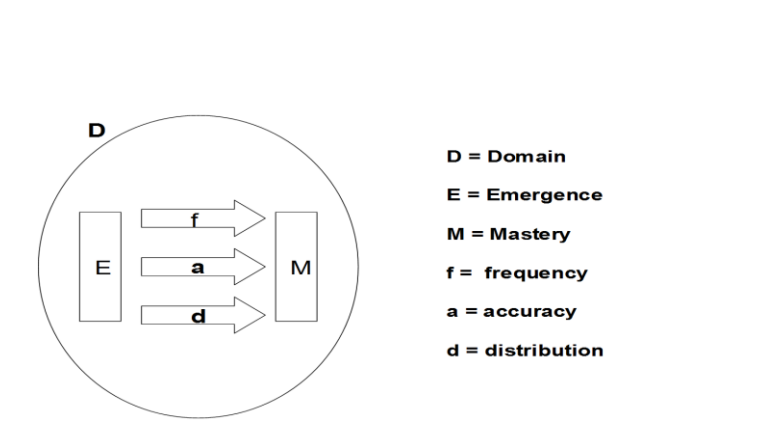 D
E
f
a
d
M
D = Domain
E = Emergence
M = Mastery
f = frequency
a = accuracy
d = distribution